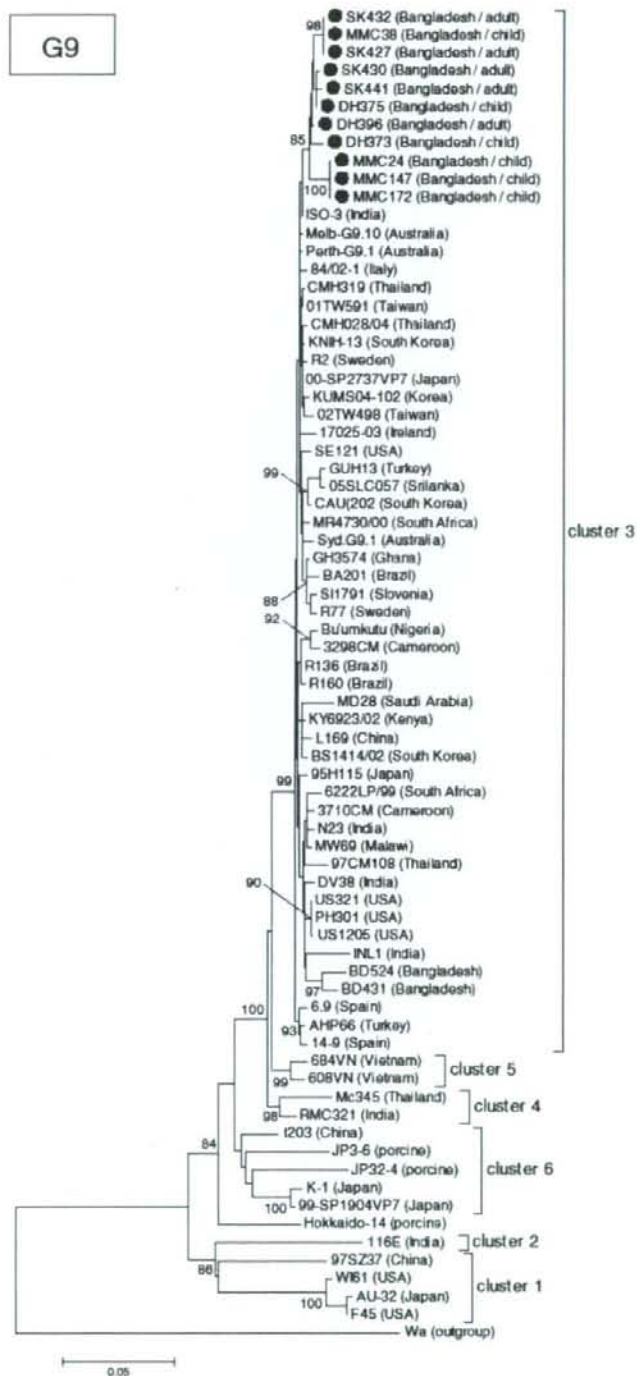 G9
98
SK432 (Bangladesh / adult)
MMC38 (Bangladesh / child)
SK427 (Bangladesh / adult)
SK430 (Bangladesh / adult)
SK441 (Bangladesh / adult)
DH375 (Bangladesh / child)
DH396 (Bangladesh / adult)
85
DH373 (Bangladesh / child)
MMC24 (Bangladesh / child)
MMC147 (Bangladesh / child)
100
MMC172 (Bangladesh / child)
ISO-3 (India)
Melb-G9.10 (Australia)
Perth-G9.1 (Australia)
84/02-1 (Italy)
CMH319 (Thailand)
01TW591 (Taiwan)
CMH028/04 (Thailand)
KNIH-13 (South Korea)
R2 (Sweden)
00-SP2737VP7 (Japan)
KUMS04-102 (Korea)
02TW498 (Taiwan)
17025-03 (Ireland)
SE121 (USA)
99
GUH13 (Turkey)
05SLC057 (Srilanka)
CAU(202 (South Korea)
MR4730/00 (South Africa)
cluster 3
Syd.G9.1 (Australia)
GH3574 (Ghana)
BA201 (Brazil)
88
SI1791 (Slovenia)
R77 (Sweden)
92
Bu'umkutu (Nigeria)
3298CM (Cameroon)
R136 (Brazil)
R160 (Brazil)
MD28 (Saudi Arabia)
KY6923/02 (Kenya)
L169 (China)
BS1414/02 (South Korea)
99
95H115 (Japan)
6222LP/99 (South Africa)
3710CM (Cameroon)
N23 (India)
MW69 (Malawi)
97CM108 (Thailand)
90
DV38 (India)
US321 (USA)
PH301 (USA)
US1205 (USA)
INL1 (India)
BD524 (Bangladesh)
97
BD431 (Bangladesh)
100
6.9 (Spain)
93
AHP66 (Turkey)
14-9 (Spain)
684VN (Vietnam)
cluster 5
99
608VN (Vietnam)
Mc345 (Thailand)
cluster 4
98
RMC321 (India)
t203 (China)
84
JP3-6 (porcine)
JP32-4 (porcine)
cluster 6
K-1 (Japan)
100
99-SP1904VP7 (Japan)
Hokkaido-14 (porcine)
116E (India)
cluster 2
86
97SZ37 (China)
WI61 (USA)
cluster 1
100
AU-32 (Japan)
F45 (USA)
Wa (outgroup)
0.05